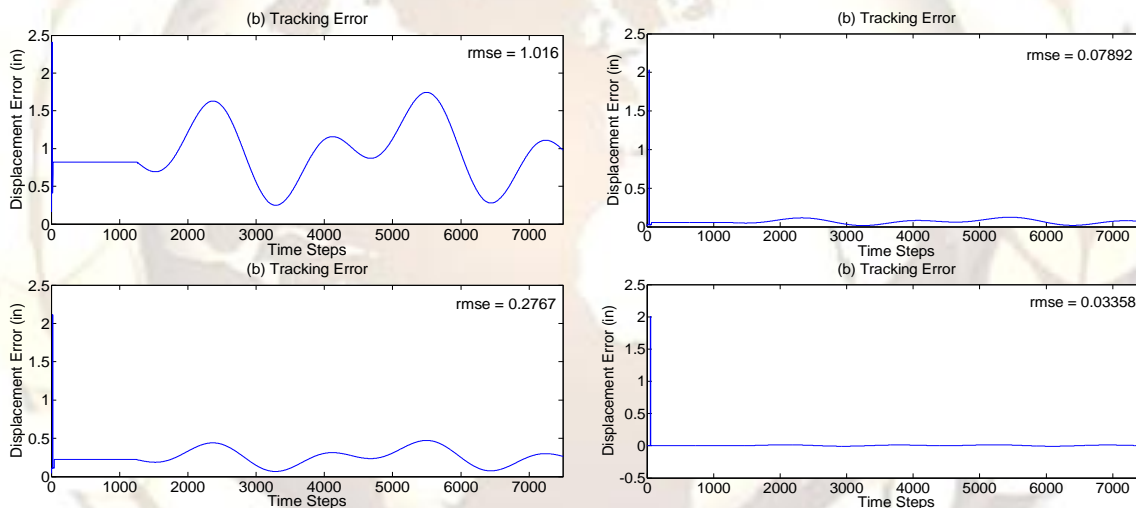 (b) Tracking Error
2.5
2
1.5
1
0.5
0
Displacement Error (in)
rmse = 1.016
0 1000 2000 3000 4000 5000 6000 7000
Time Steps
(b) Tracking Error
2.5
2
1.5
1
0.5
0
Displacement Error (in)
rmse = 0.07892
0 1000 2000 3000 4000 5000 6000 7000
Time Steps
(b) Tracking Error
2.5
2
1.5
1
0.5
0
Displacement Error (in)
rmse = 0.2767
0 1000 2000 3000 4000 5000 6000 7000
Time Steps
(b) Tracking Error
2.5
2
1.5
1
0.5
0
-0.5
Displacement Error (in)
rmse = 0.03358
0 1000 2000 3000 4000 5000 6000 7000
Time Steps